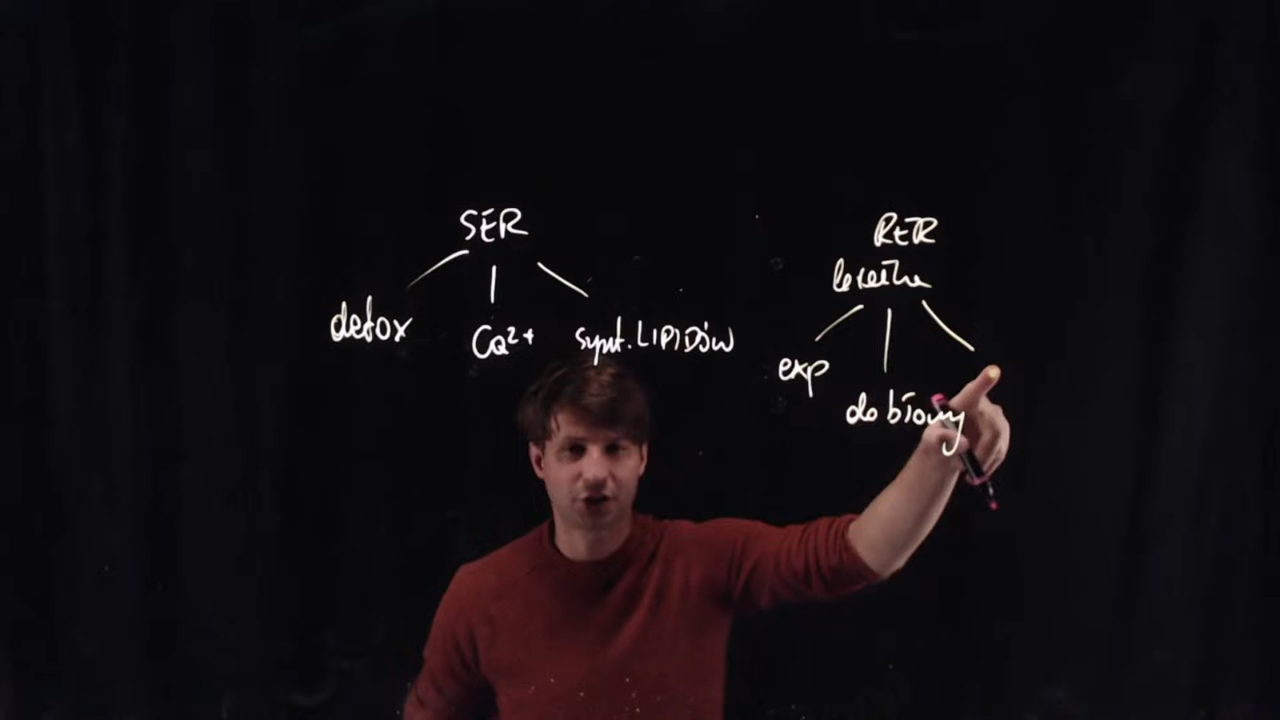 SER
detox
Ca²⁺
synt. LIPIDÓW
RER
exp
do błony